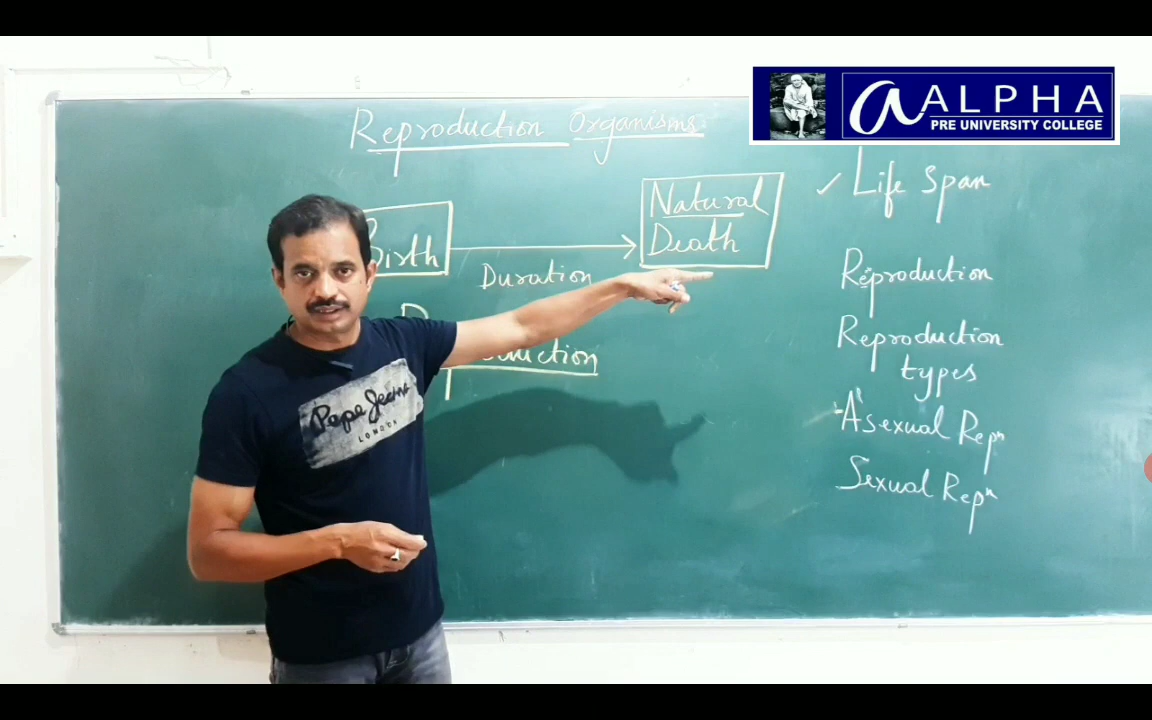 ALPHA
PRE UNIVERSITY COLLEGE
Reproduction Organisms
Birth
Duration
Natural
Death
✓ Life Span
Reproduction
Reproduction
types
Asexual Repⁿ
Sexual Repⁿ
Pepe Jeans
LONDON